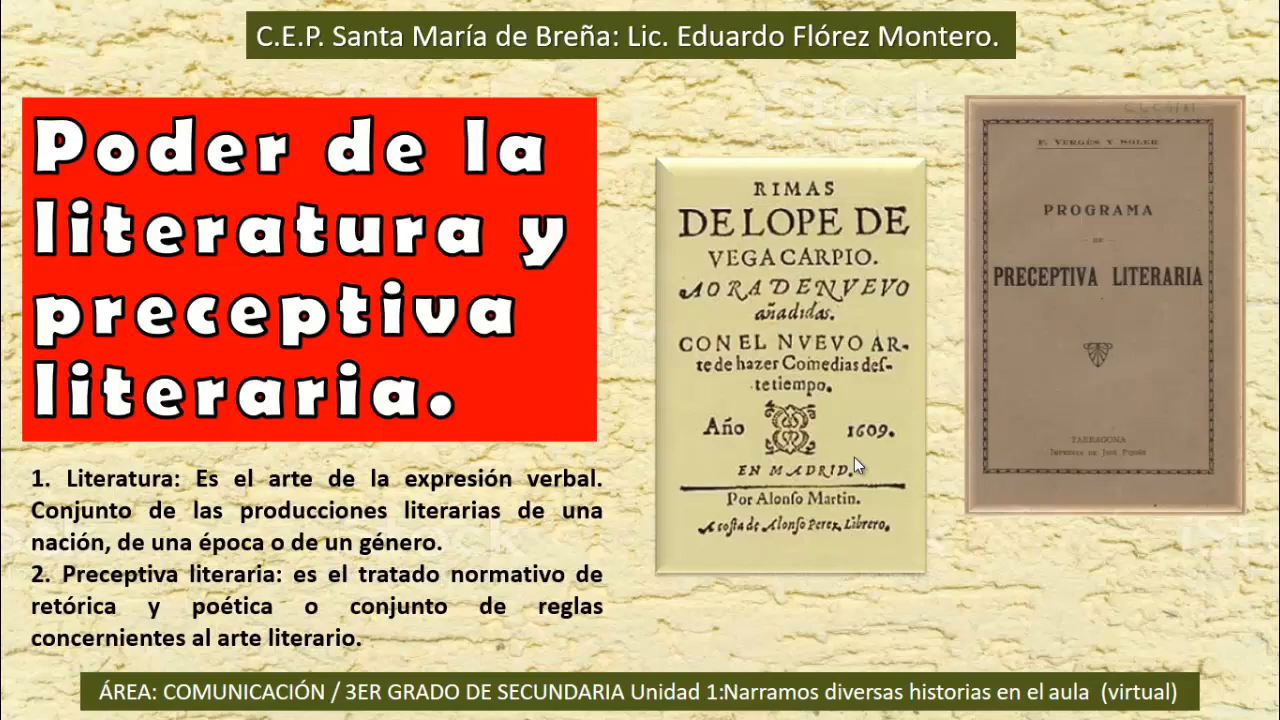 C.E.P. Santa María de Breña: Lic. Eduardo Flórez Montero.
Poder de la
literatura y
preceptiva
literaria.
1. Literatura: Es el arte de la expresión verbal.
Conjunto de las producciones literarias de una
nación, de una época o de un género.
2. Preceptiva literaria: es el tratado normativo de
retórica y poética o conjunto de reglas
concernientes al arte literario.
RIMAS
DE LOPE DE
VEGA CARPIO.
AORA DE NVEVO
añadidas.
CON EL NVEVO AR-
te de hazer Comedias des-
te tiempo.
Año 1609.
EN MADRID.
Por Alonso Martin.
A costa de Alonso Perez Librero.
F. VERGÉS Y SOLER
PROGRAMA
DE
PRECEPTIVA LITERARIA
TARRAGONA
Imprenta de José
ÁREA: COMUNICACIÓN / 3ER GRADO DE SECUNDARIA Unidad 1:Narramos diversas historias en el aula (virtual)